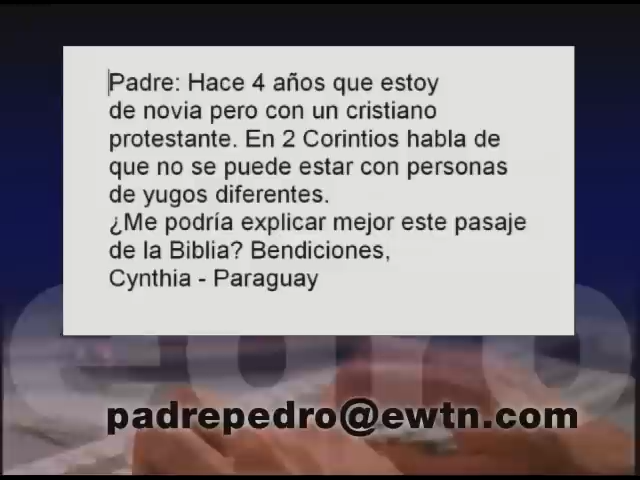 Padre: Hace 4 años que estoy
de novia pero con un cristiano
protestante. En 2 Corintios habla de
que no se puede estar con personas
de yugos diferentes.
¿Me podría explicar mejor este pasaje
de la Biblia? Bendiciones,
Cynthia - Paraguay
padrepedro@ewtn.com